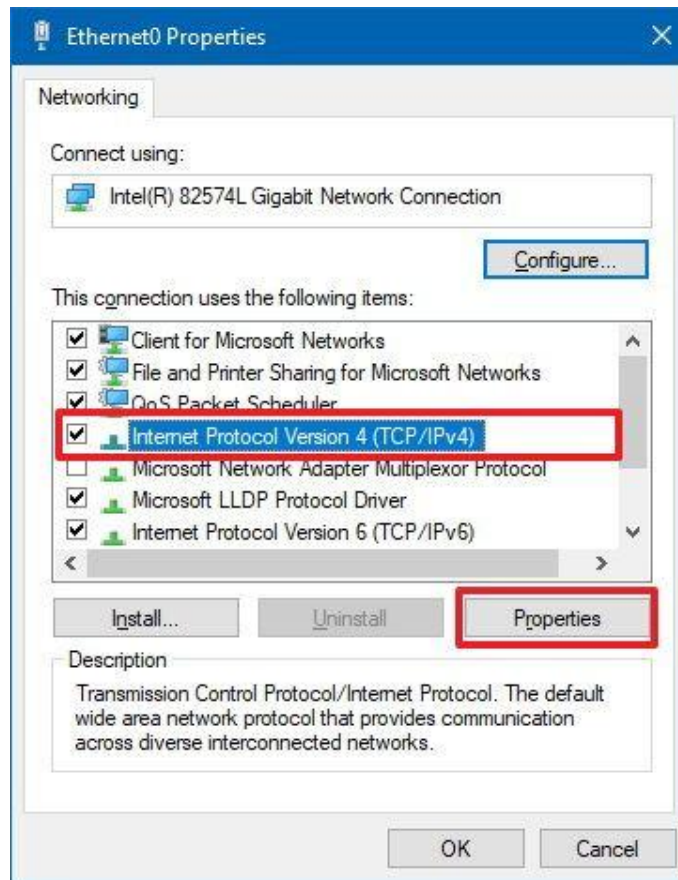 Ethernet0 Properties
Networking
Connect using:
Intel(R) 82574L Gigabit Network Connection
Configure...
This connection uses the following items:
Client for Microsoft Networks
File and Printer Sharing for Microsoft Networks
QoS Packet Scheduler
Internet Protocol Version 4 (TCP/IPv4)
Microsoft Network Adapter Multiplexor Protocol
Microsoft LLDP Protocol Driver
Internet Protocol Version 6 (TCP/IPv6)
Install... Uninstall Properties
Description
Transmission Control Protocol/Internet Protocol. The default
wide area network protocol that provides communication
across diverse interconnected networks.
OK Cancel